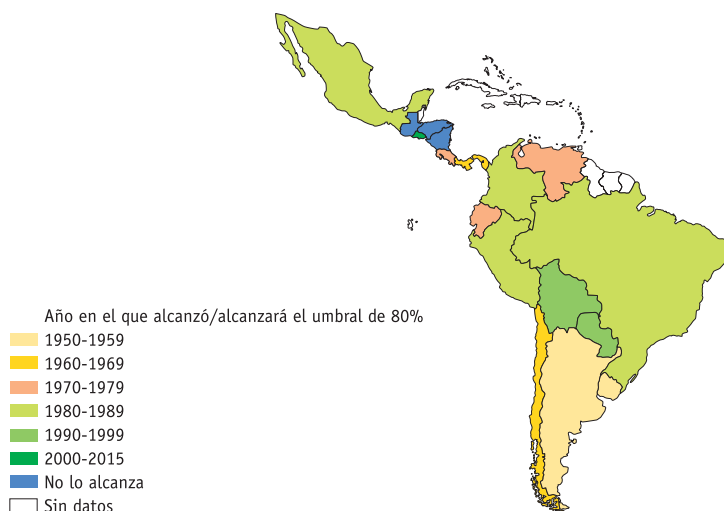 Año en el que alcanzó/alcanzará el umbral de 80%
1950-1959
1960-1969
1970-1979
1980-1989
1990-1999
2000-2015
No lo alcanza
Sin datos